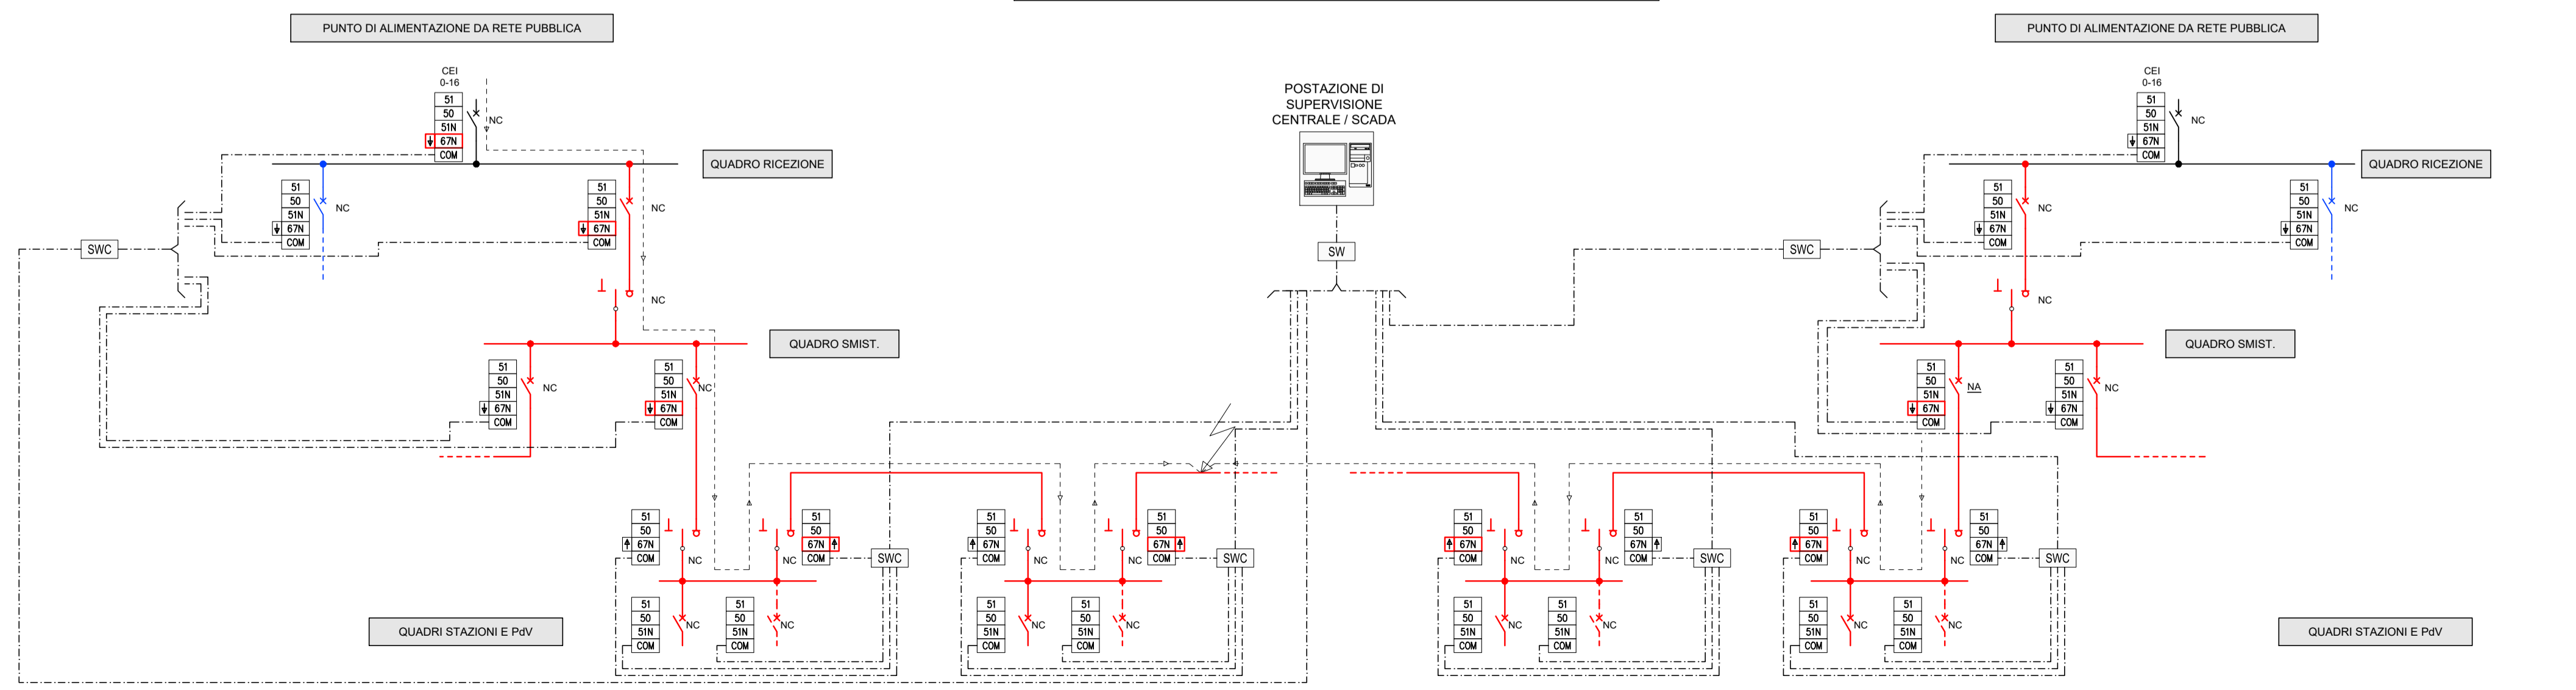 PUNTO DI ALIMENTAZIONE DA RETE PUBBLICA
PUNTO DI ALIMENTAZIONE DA RETE PUBBLICA
CEI
0-16
51
50
51N
67N
COM
NC
QUADRO RICEZIONE
51
50
51N
67N
COM
NC
51
50
51N
67N
COM
NC
SWC
NC
QUADRO SMIST.
51
50
51N
67N
COM
NC
51
50
51N
67N
COM
NC
POSTAZIONE DI
SUPERVISIONE
CENTRALE / SCADA
SW
CEI
0-16
51
50
51N
67N
COM
NC
QUADRO RICEZIONE
51
50
51N
67N
COM
NC
51
50
51N
67N
COM
NC
SWC
NC
QUADRO SMIST.
51
50
51N
67N
COM
NA
51
50
51N
67N
COM
NC
51
50
67N
COM
NC
NC
51
50
67N
COM
SWC
51
50
51N
COM
NC
51
50
51N
COM
NC
51
50
67N
COM
NC
NC
51
50
67N
COM
SWC
51
50
51N
COM
NC
51
50
51N
COM
NC
51
50
67N
COM
NC
NC
51
50
67N
COM
SWC
51
50
51N
COM
NC
51
50
51N
COM
NC
51
50
67N
COM
NC
NC
51
50
67N
COM
SWC
51
50
51N
COM
NC
51
50
51N
COM
NC
QUADRI STAZIONI E PdV
QUADRI STAZIONI E PdV